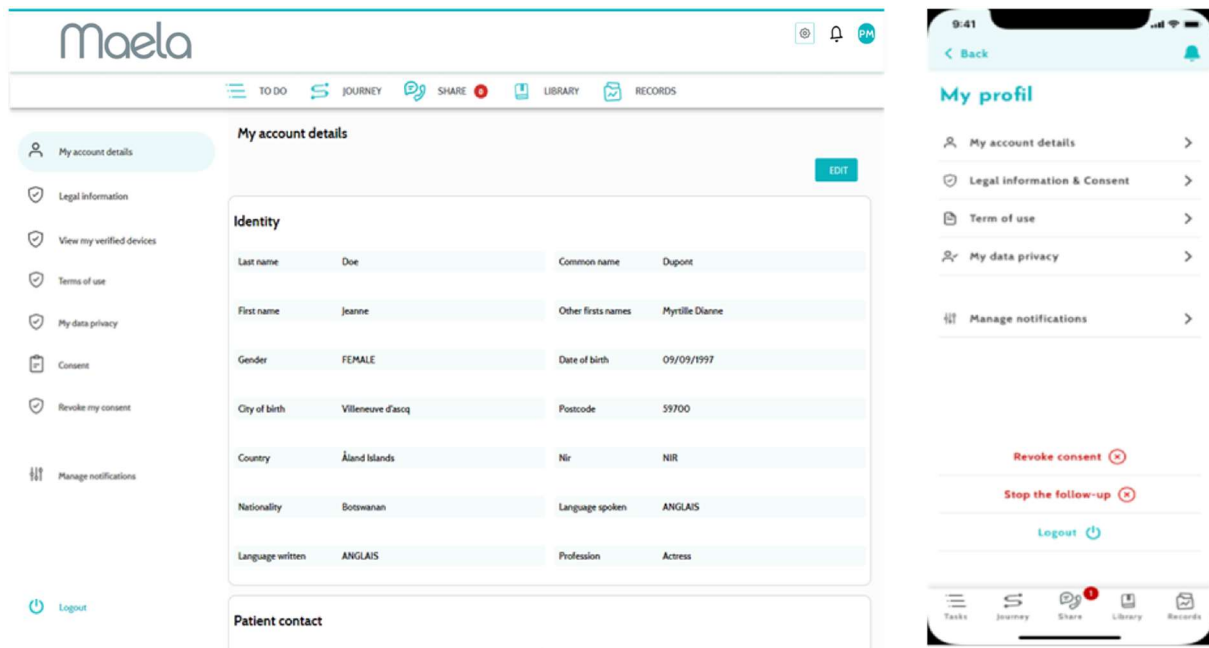 Maela
PM
TO DO JOURNEY SHARE 8 LIBRARY RECORDS
My account details
Legal information
View my verified devices
Terms of use
My data privacy
Consent
Revoke my consent
Manage notifications
Logout
My account details
EDIT
Identity
Last name Doe Common name Dupont
First name Jeanne Other firsts names Myrtille Dianne
Gender FEMALE Date of birth 09/09/1997
City of birth Villeneuve d'ascq Postcode 59700
Country Åland Islands Nir NIR
Nationality Botswanan Language spoken ANGLAIS
Language written ANGLAIS Profession Actress
Patient contact
9:41
Back
My profil
My account details
Legal information & Consent
Term of use
My data privacy
Manage notifications
Revoke consent
Stop the follow-up
Logout
1
Tasks Journey Share Library Records